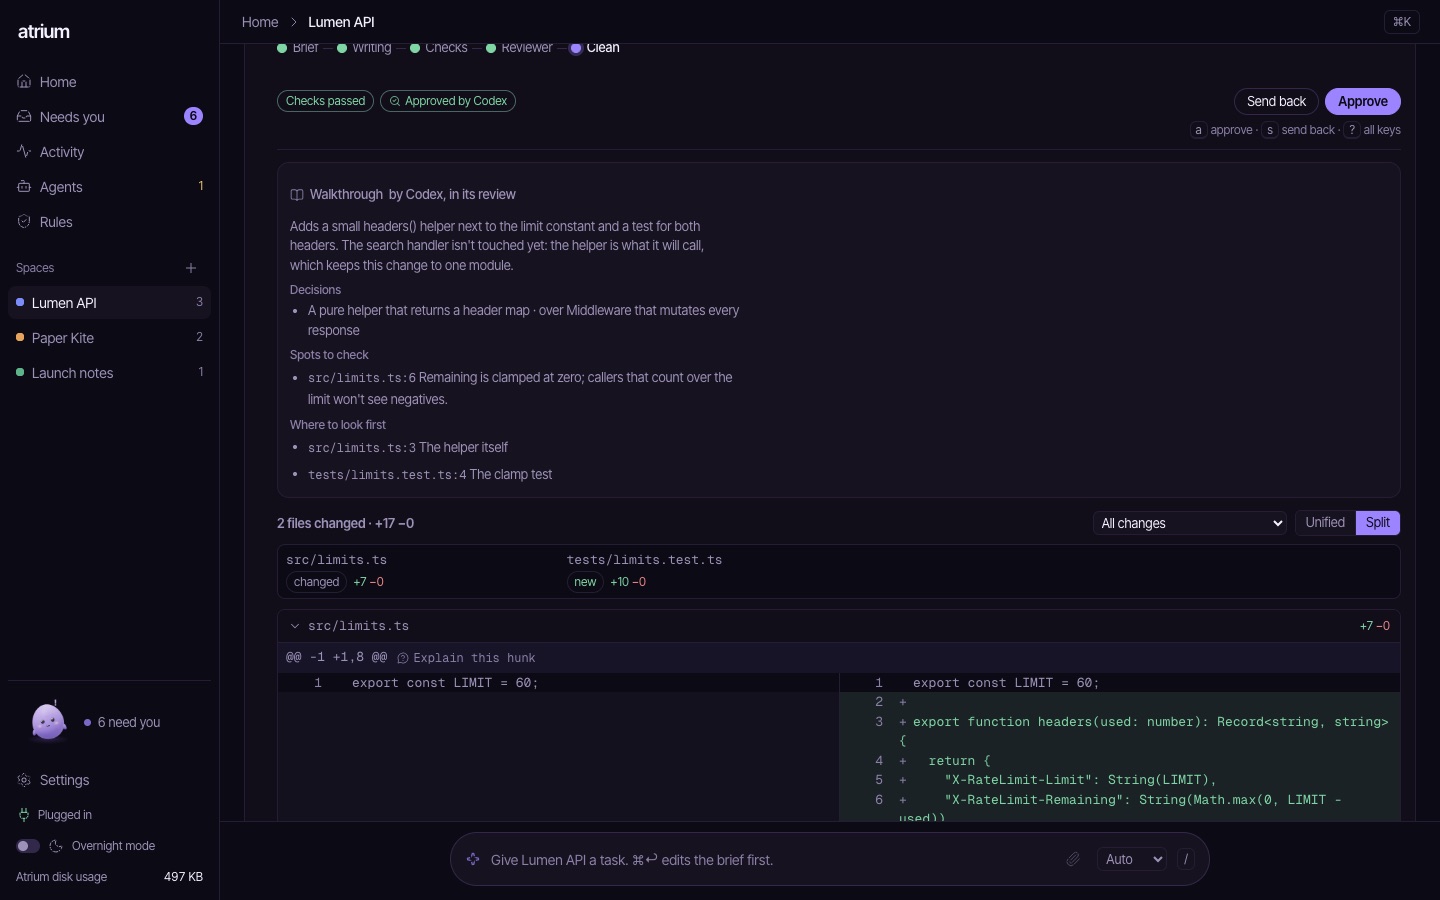 atrium
Home
Needs you
6
Activity
Agents
1
Rules
Spaces
Lumen API
3
Paper Kite
2
Launch notes
1
6 need you
Settings
Plugged in
Overnight mode
Atrium disk usage 497 KB
Home Lumen API
⌘K
Brief Writing Checks Reviewer Clean
Checks passed Approved by Codex
Send back Approve
a approve · s send back · ? all keys
Walkthrough by Codex, in its review
Adds a small headers() helper next to the limit constant and a test for both
headers. The search handler isn't touched yet: the helper is what it will call,
which keeps this change to one module.
Decisions
• A pure helper that returns a header map · over Middleware that mutates every
response
Spots to check
• src/limits.ts:6 Remaining is clamped at zero; callers that count over the
limit won't see negatives.
Where to look first
• src/limits.ts:3 The helper itself
• tests/limits.test.ts:4 The clamp test
2 files changed · +17 −0
All changes
Unified Split
src/limits.ts
changed +7 −0
tests/limits.test.ts
new +10 −0
src/limits.ts
+7 −0
@@ -1 +1,8 @@ Explain this hunk
1 export const LIMIT = 60;
1 export const LIMIT = 60;
2 +
3 + export function headers(used: number): Record<string, string>
{
4 + return {
5 + "X-RateLimit-Limit": String(LIMIT),
6 + "X-RateLimit-Remaining": String(Math.max(0, LIMIT -
used))
Give Lumen API a task. ⌘↩ edits the brief first.
Auto
/